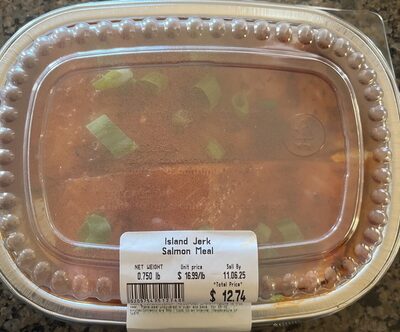 Island Jerk
Salmon Meal
NET WEIGHT Unit price Sell By
0.750 lb $ 16.99/lb 11.06.25
*Total Price*
$ 12.74